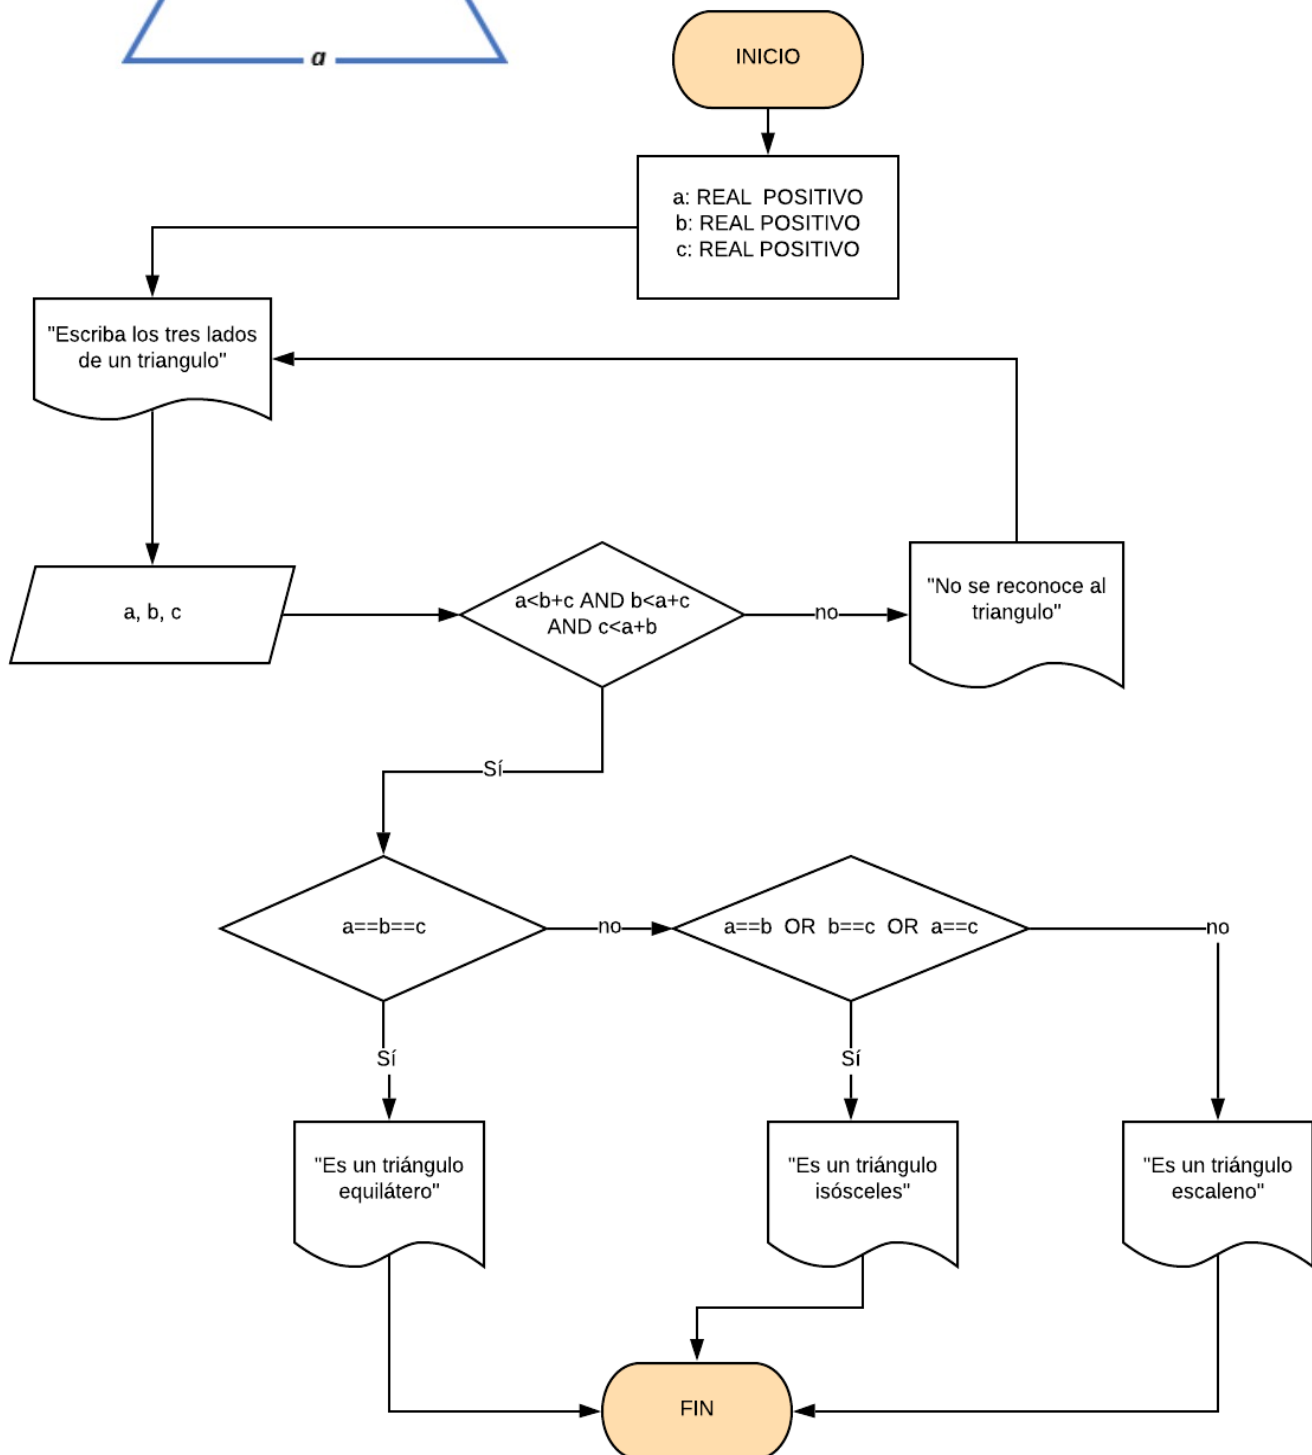 a
INICIO
a: REAL POSITIVO
b: REAL POSITIVO
c: REAL POSITIVO
"Escriba los tres lados
de un triangulo"
a, b, c
a<b+c AND b<a+c
AND c<a+b
no
"No se reconoce al
triangulo"
Sí
a==b==c
no
a==b OR b==c OR a==c
no
Sí
Sí
"Es un triángulo
equilátero"
"Es un triángulo
isósceles"
"Es un triángulo
escaleno"
FIN